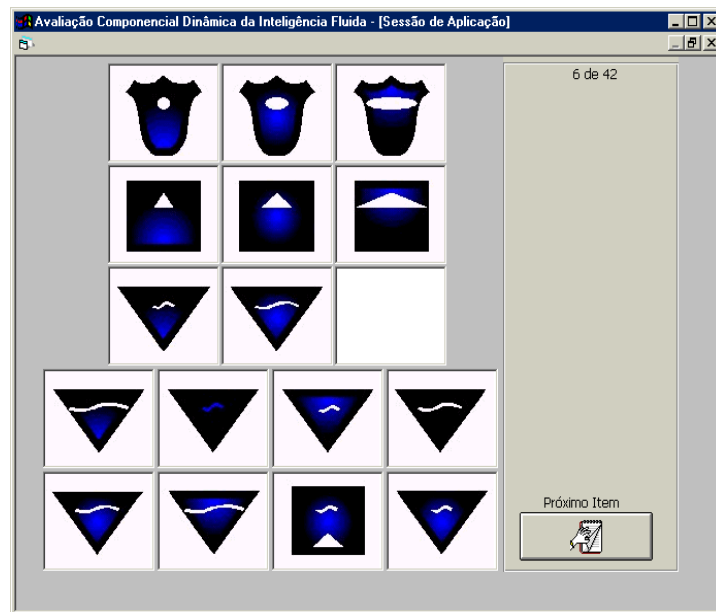 Avaliação Componencial Dinâmica da Inteligência Fluida - [Sessão de Aplicação]
6 de 42
Próximo Item